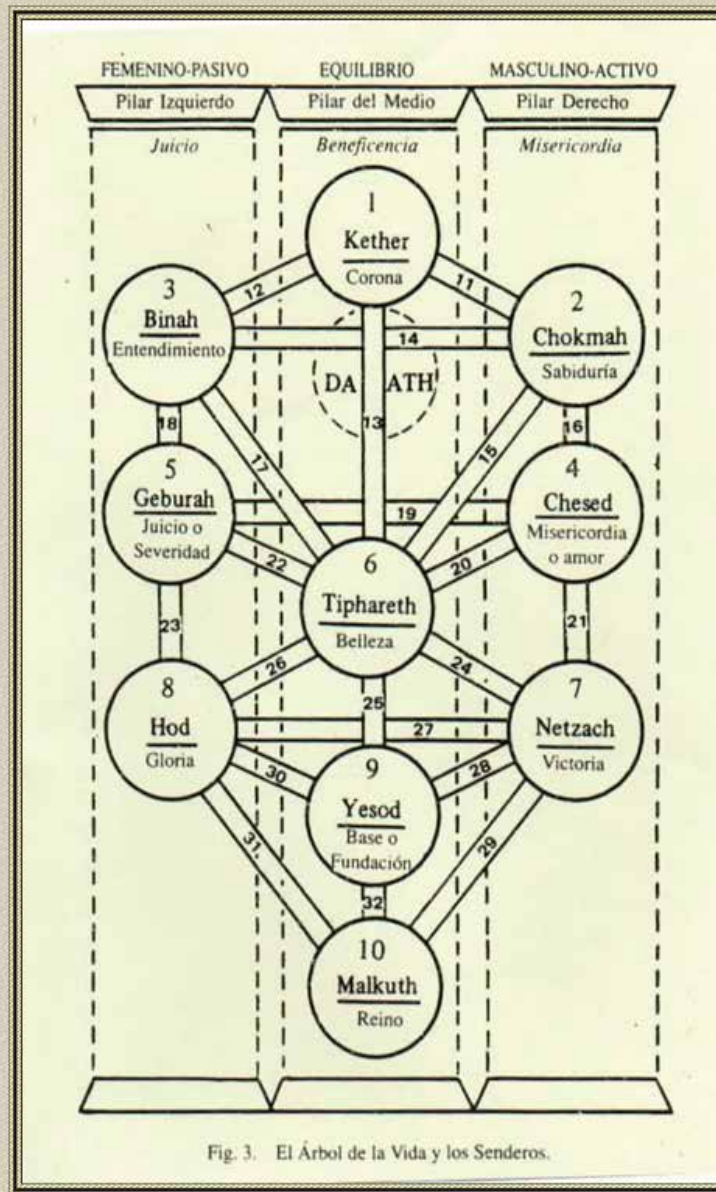 FEMENINO-PASIVO EQUILIBRIO MASCULINO-ACTIVO
Pilar Izquierdo Pilar del Medio Pilar Derecho
Juicio Beneficencia Misericordia
1
Kether
Corona
12
11
3
Binah
Entendimiento
2
Chokmah
Sabiduría
14
DA ATH
13
18
17
15
16
5
Geburah
Juicio o
Severidad
4
Chesed
Misericordia
o amor
19
22
20
6
Tiphareth
Belleza
23
21
26
24
25
8
Hod
Gloria
7
Netzach
Victoria
27
30
28
9
Yesod
Base o
Fundación
31
29
32
10
Malkuth
Reino
Fig. 3. El Árbol de la Vida y los Senderos.